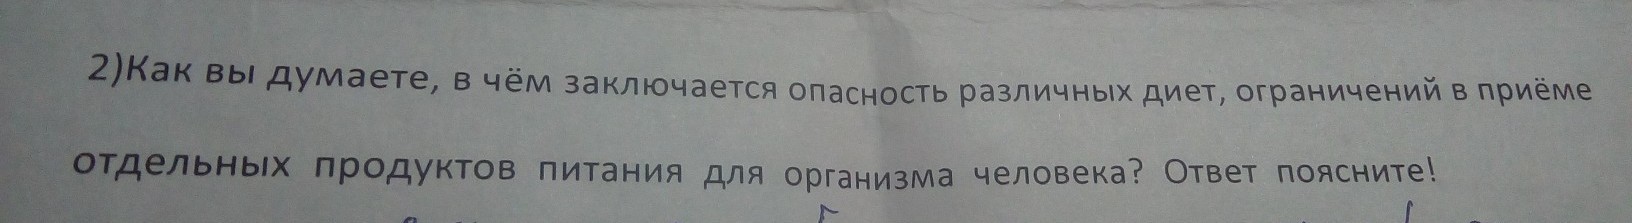 2)Как вы думаете, в чём заключается опасность различных диет, ограничений в приёме
отдельных продуктов питания для организма человека? Ответ поясните!